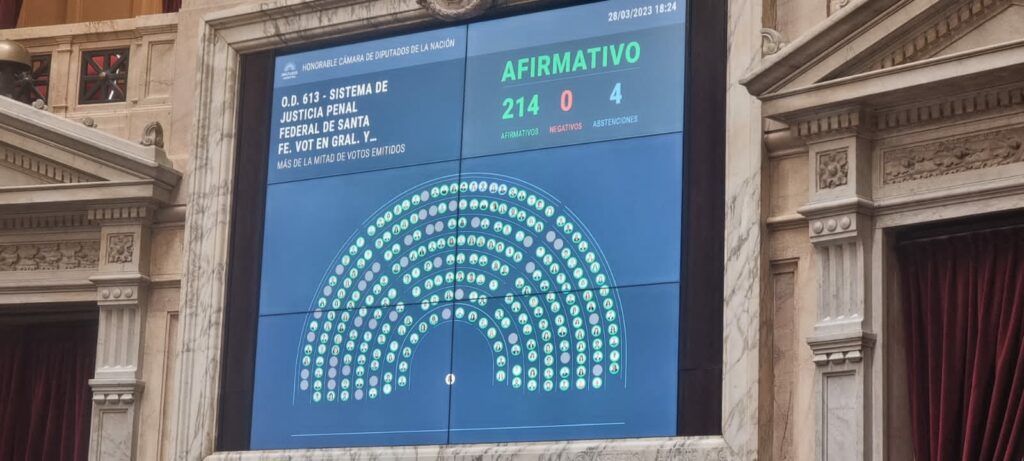 HONORABLE CÁMARA DE DIPUTADOS DE LA NACIÓN
O.D. 613 - SISTEMA DE
JUSTICIA PENAL
FEDERAL DE SANTA
FE. VOT EN GRAL. Y...
MÁS DE LA MITAD DE VOTOS EMITIDOS
28/03/2023 18:24
AFIRMATIVO
214 0 4
AFIRMATIVOS NEGATIVOS ABSTENCIONES